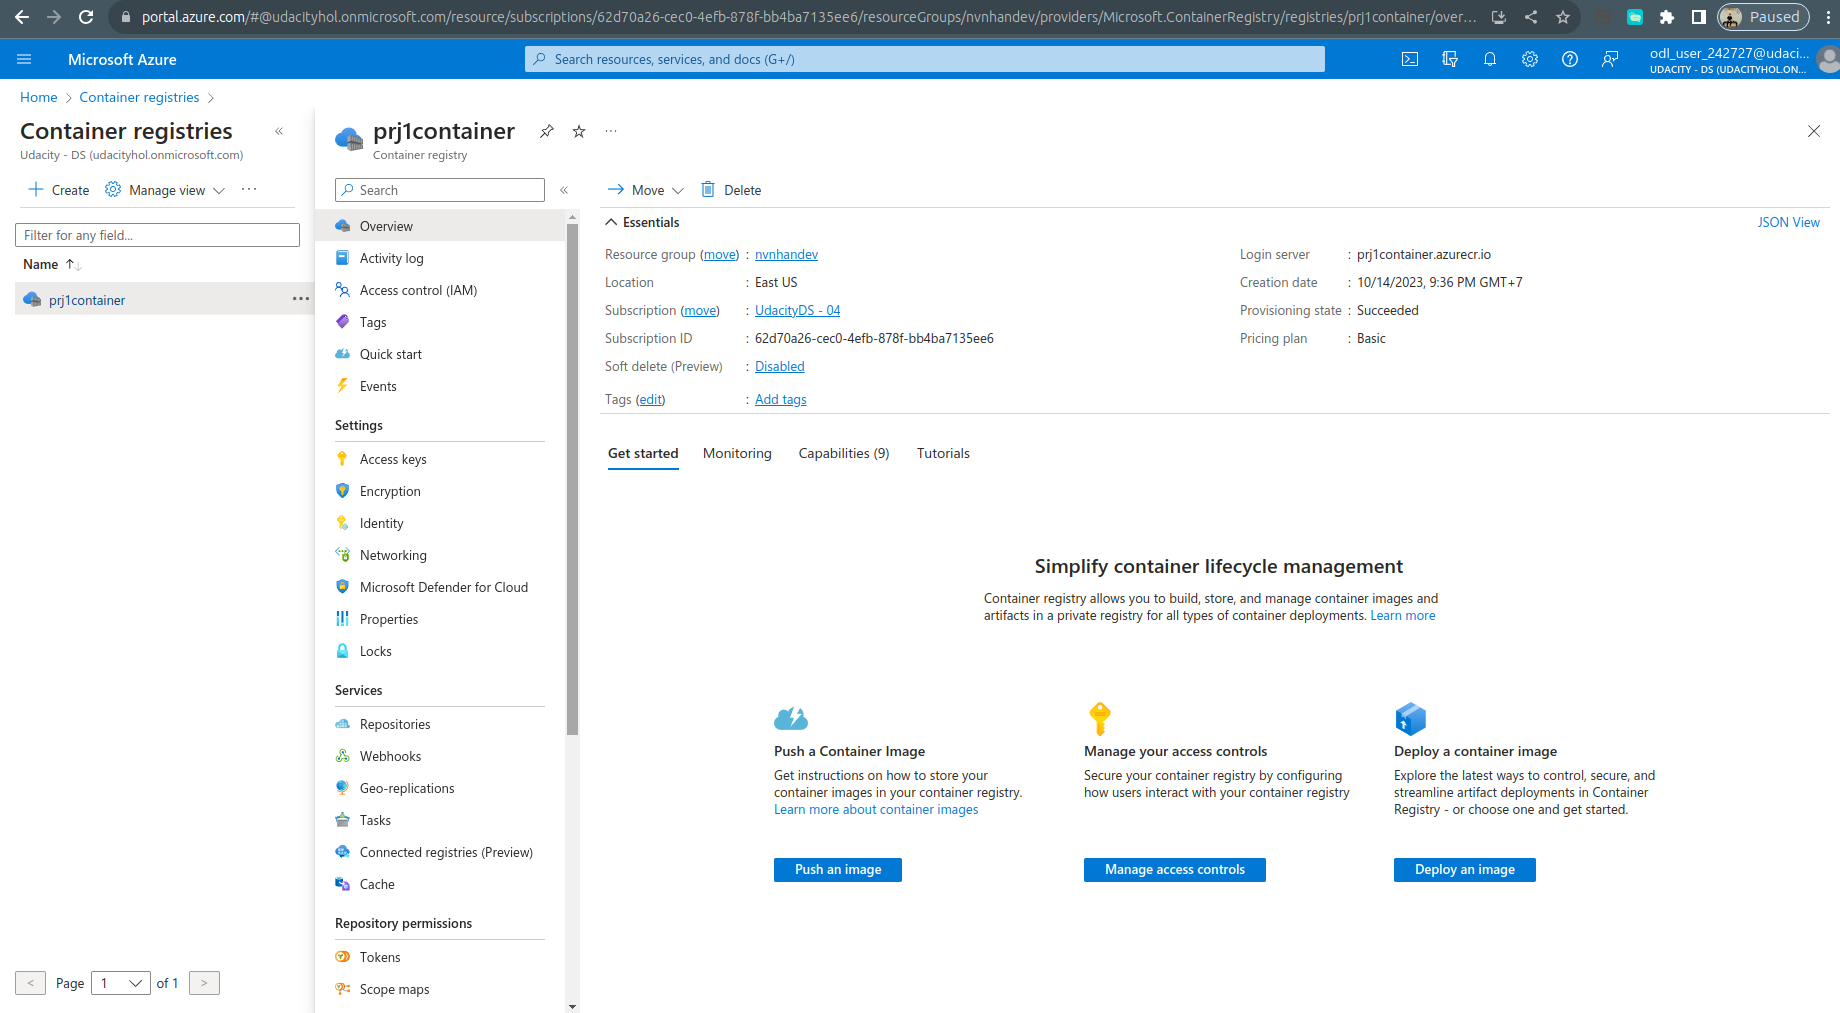 portal.azure.com/#@udacityhol.onmicrosoft.com/resource/subscriptions/62d70a26-cec0-4efb-878f-bb4ba7135ee6/resourceGroups/nvnhandev/providers/Microsoft.ContainerRegistry/registries/prj1container/over...
Paused
Microsoft Azure
Search resources, services, and docs (G+/)
odl_user_242727@udaci...
UDACITY - DS (UDACITYHOL.ON...
Home > Container registries >
Container registries
Udacity - DS (udacityhol.onmicrosoft.com)
Create
Manage view
Filter for any field...
Name
prj1container
< Page 1 of 1 >
prj1container
Container registry
Search
Overview
Activity log
Access control (IAM)
Tags
Quick start
Events
Settings
Access keys
Encryption
Identity
Networking
Microsoft Defender for Cloud
Properties
Locks
Services
Repositories
Webhooks
Geo-replications
Tasks
Connected registries (Preview)
Cache
Repository permissions
Tokens
Scope maps
Move
Delete
Essentials
JSON View
Resource group (move) : nvnhandev
Location : East US
Subscription (move) : UdacityDS - 04
Subscription ID : 62d70a26-cec0-4efb-878f-bb4ba7135ee6
Soft delete (Preview) : Disabled
Tags (edit) : Add tags
Login server : prj1container.azurecr.io
Creation date : 10/14/2023, 9:36 PM GMT+7
Provisioning state : Succeeded
Pricing plan : Basic
Get started
Monitoring
Capabilities (9)
Tutorials
Simplify container lifecycle management
Container registry allows you to build, store, and manage container images and
artifacts in a private registry for all types of container deployments. Learn more
Push a Container Image
Get instructions on how to store your
container images in your container registry.
Learn more about container images
Push an image
Manage your access controls
Secure your container registry by configuring
how users interact with your container registry
Manage access controls
Deploy a container image
Explore the latest ways to control, secure, and
streamline artifact deployments in Container
Registry - or choose one and get started.
Deploy an image